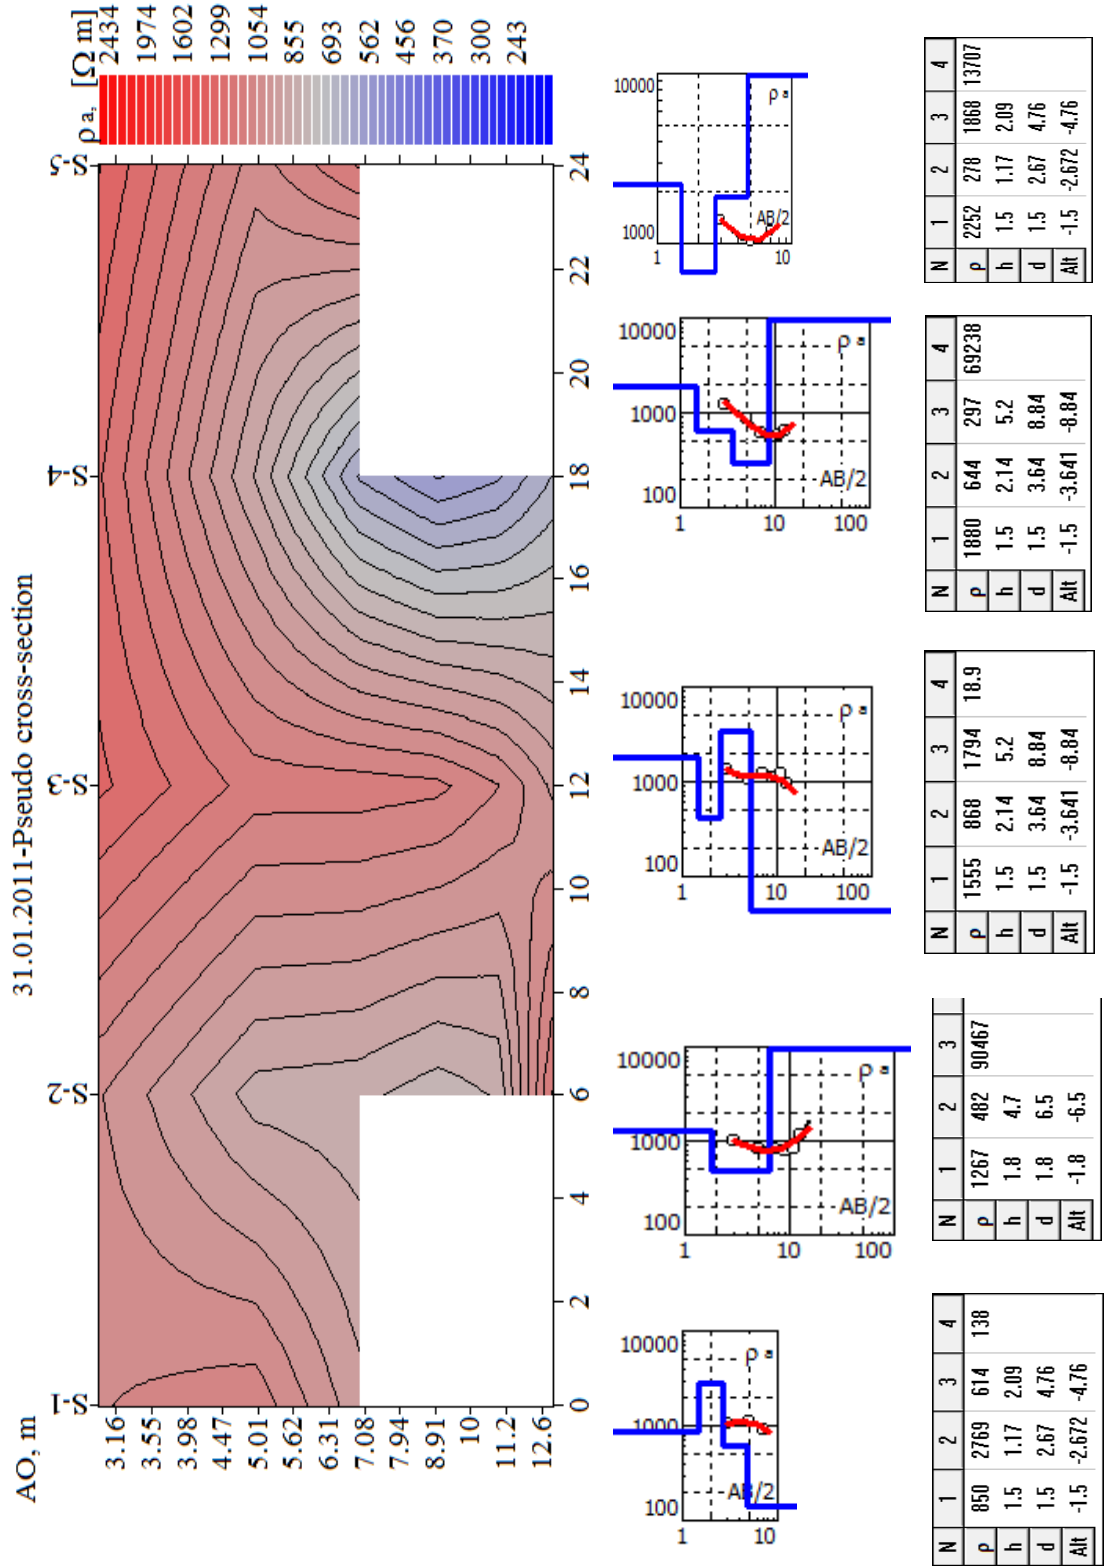 31.01.2011-Pseudo cross-section
AO, m
S-1
S-2
S-3
S-4
S-5
ρ a, [Ω m]
3.16
3.55
3.98
4.47
5.01
5.62
6.31
7.08
7.94
8.91
10
11.2
12.6
0 2 4 6 8 10 12 14 16 18 20 22 24
2434
1974
1602
1299
1054
855
693
562
456
370
300
243
10000
1000
100
1 10
ρ a
AB/2
10000
1000
100
1 10 100
ρ a
AB/2
10000
1000
100
1 10 100
ρ a
AB/2
10000
1000
100
1 10 100
ρ a
AB/2
10000
1000
1 10
ρ a
AB/2
N 1 2 3 4
ρ 850 2769 614 138
h 1.5 1.17 2.09
d 1.5 2.67 4.76
Alt -1.5 -2.672 -4.76
N 1 2 3
ρ 1267 482 90467
h 1.8 4.7
d 1.8 6.5
Alt -1.8 -6.5
N 1 2 3 4
ρ 1555 868 1794 18.9
h 1.5 2.14 5.2
d 1.5 3.64 8.84
Alt -1.5 -3.641 -8.84
N 1 2 3 4
ρ 1880 644 297 69238
h 1.5 2.14 5.2
d 1.5 3.64 8.84
Alt -1.5 -3.641 -8.84
N 1 2 3 4
ρ 2252 278 1868 13707
h 1.5 1.17 2.09
d 1.5 2.67 4.76
Alt -1.5 -2.672 -4.76